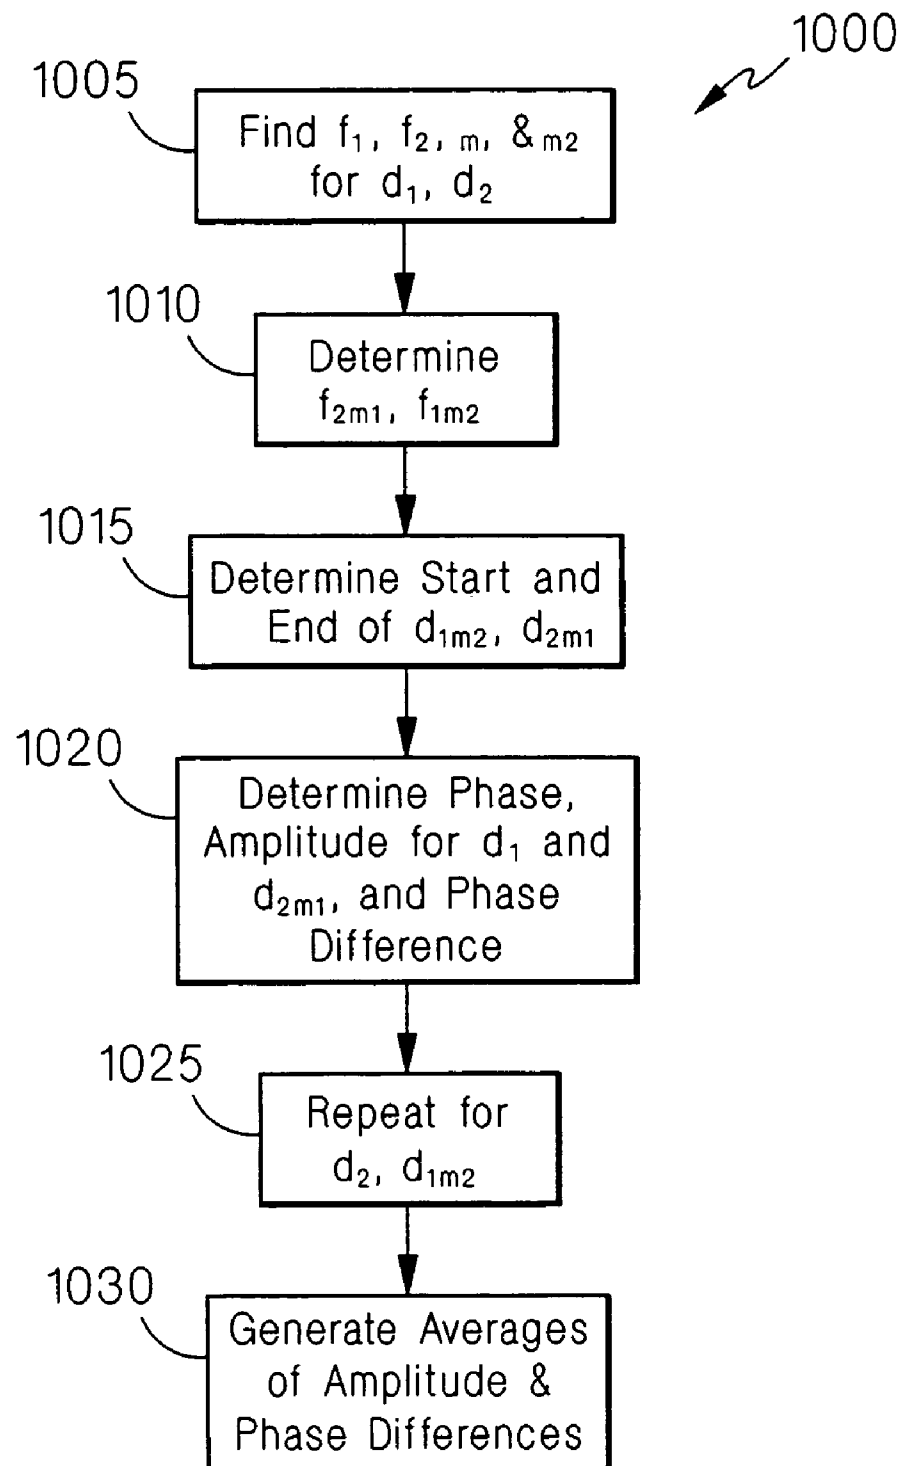 1000
1005
Find f₁, f₂, m, & m2
for d₁, d₂
1010
Determine
f₂ₘ₁, f₁ₘ₂
1015
Determine Start and
End of d₁ₘ₂, d₂ₘ₁
1020
Determine Phase,
Amplitude for d₁ and
d₂ₘ₁, and Phase
Difference
1025
Repeat for
d₂, d₁ₘ₂
1030
Generate Averages
of Amplitude &
Phase Differences